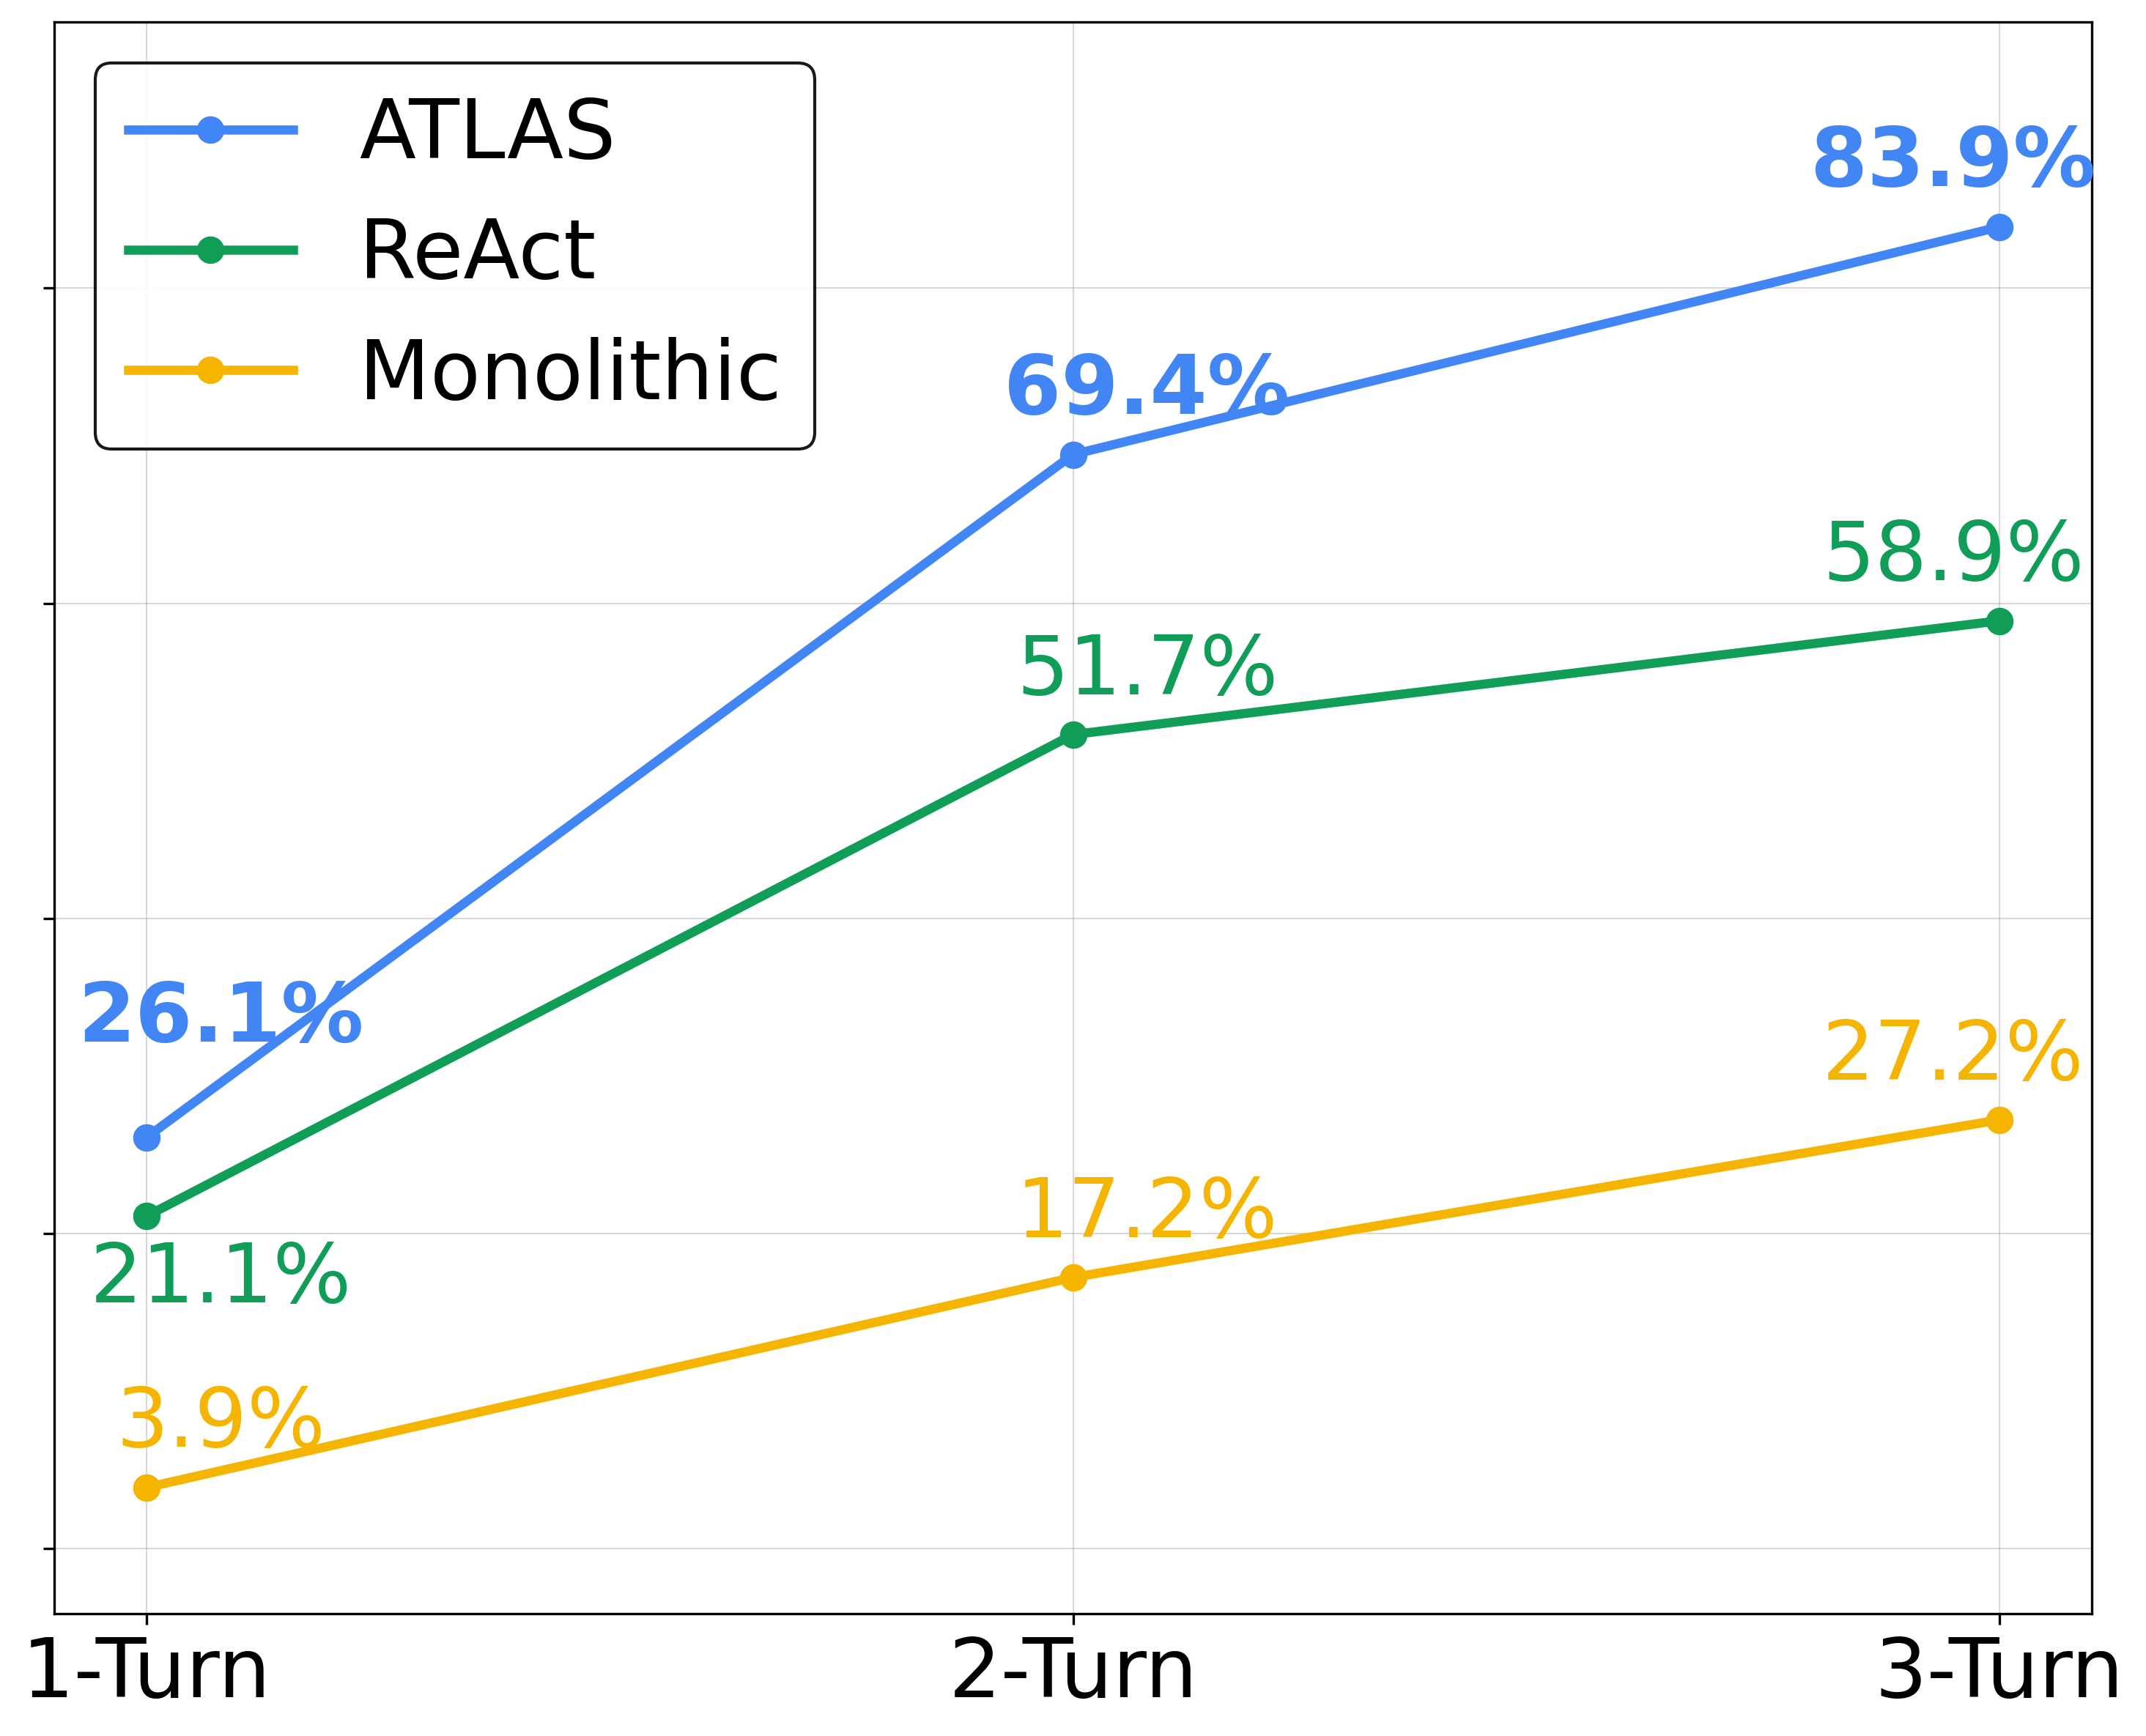 ATLAS
ReAct
Monolithic
83.9%
69.4%
58.9%
51.7%
26.1%
27.2%
17.2%
21.1%
3.9%
1-Turn
2-Turn
3-Turn